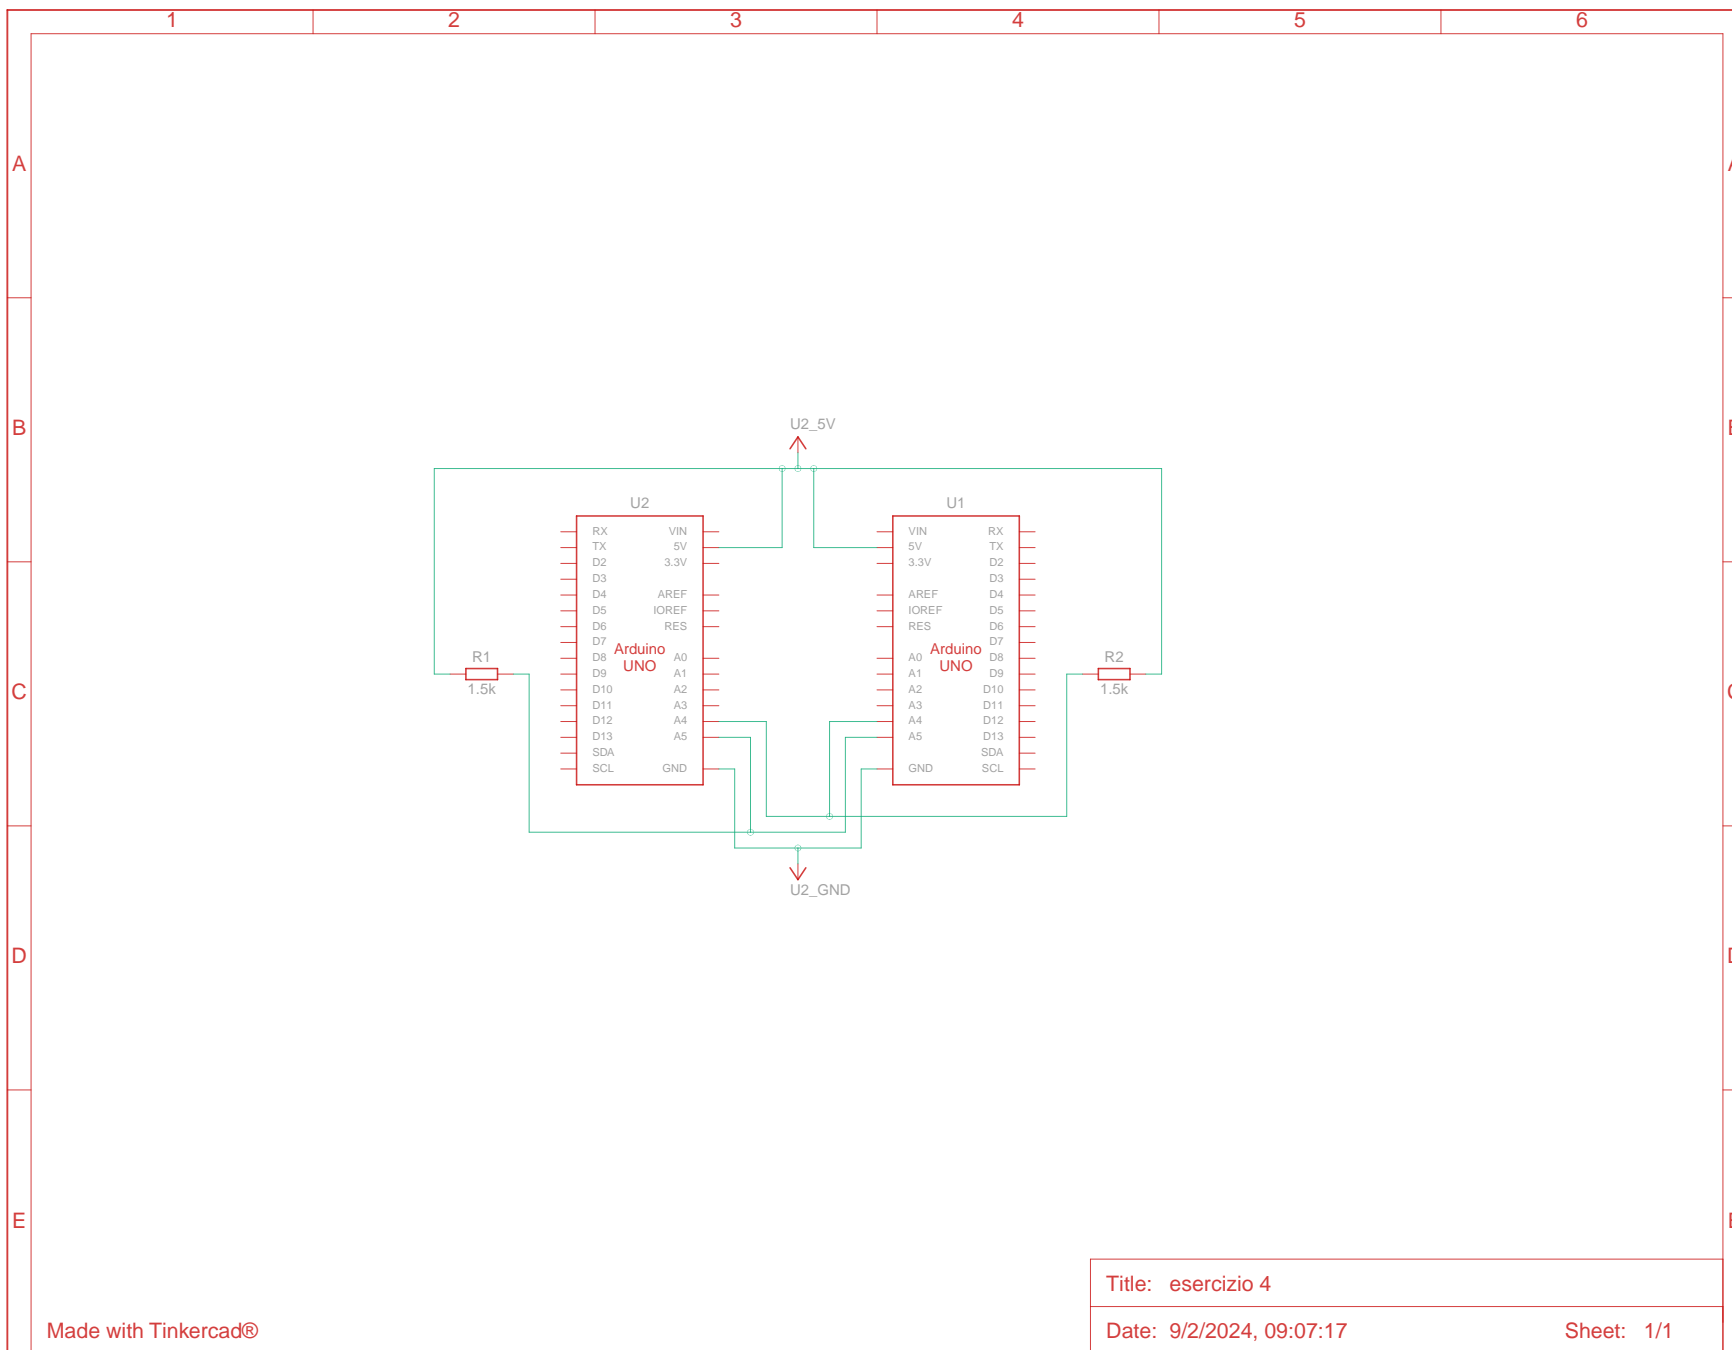 1 2 3 4 5 6
A
B
C
D
E
U2_5V
U2 U1
RX VIN VIN RX
TX 5V 5V TX
D2 3.3V 3.3V D2
D3 D3
D4 AREF AREF D4
D5 IOREF IOREF D5
D6 RES RES D6
D7 D7
Arduino Arduino
UNO UNO
R1 D8 A0 A0 D8 R2
D9 A1 A1 D9
1.5k D10 A2 A2 D10 1.5k
D11 A3 A3 D11
D12 A4 A4 D12
D13 A5 A5 D13
SDA SDA
SCL GND GND SCL
U2_GND
Title: esercizio 4
Made with Tinkercad® Date: 9/2/2024, 09:07:17 Sheet: 1/1